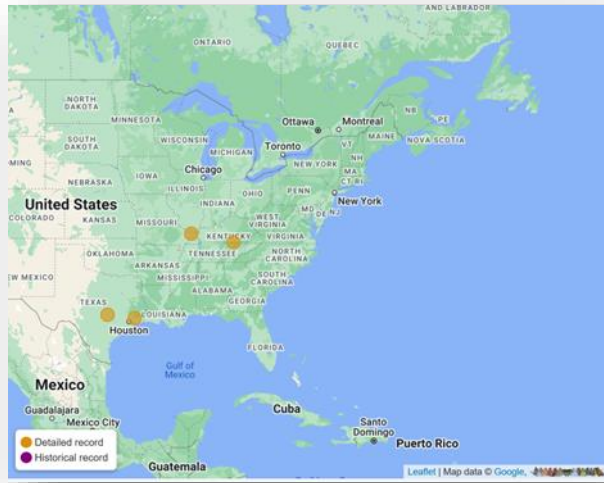 AND LABRADOR
ONTARIO
QUEBEC
NORTH
DAKOTA
MINNESOTA
Ottawa
Montreal
NB
PE
SOUTH
DAKOTA
WISCONSIN
MICHIGAN
Toronto
MAINE
NOVA SCOTIA
VT
NH
OMING
NEW YORK
MA
CT RI
Chicago
IOWA
NEBRASKA
ILLINOIS
INDIANA
OHIO
PENN
New York
United States
MD
DE
NJ
COLORADO
KANSAS
MISSOURI
WEST
VIRGINIA
KENTUCKY
VIRGINIA
OKLAHOMA
TENNESSEE
NORTH
CAROLINA
ARKANSAS
EW MEXICO
MISSISSIPPI
SOUTH
CAROLINA
ALABAMA
GEORGIA
TEXAS
LOUISIANA
Houston
FLORIDA
Gulf of
Mexico
Mexico
Cuba
Guadalajara
Mexico City
Santo
Domingo
Puerto Rico
Detailed record
Historical record
Guatemala
Leaflet | Map data © Google,